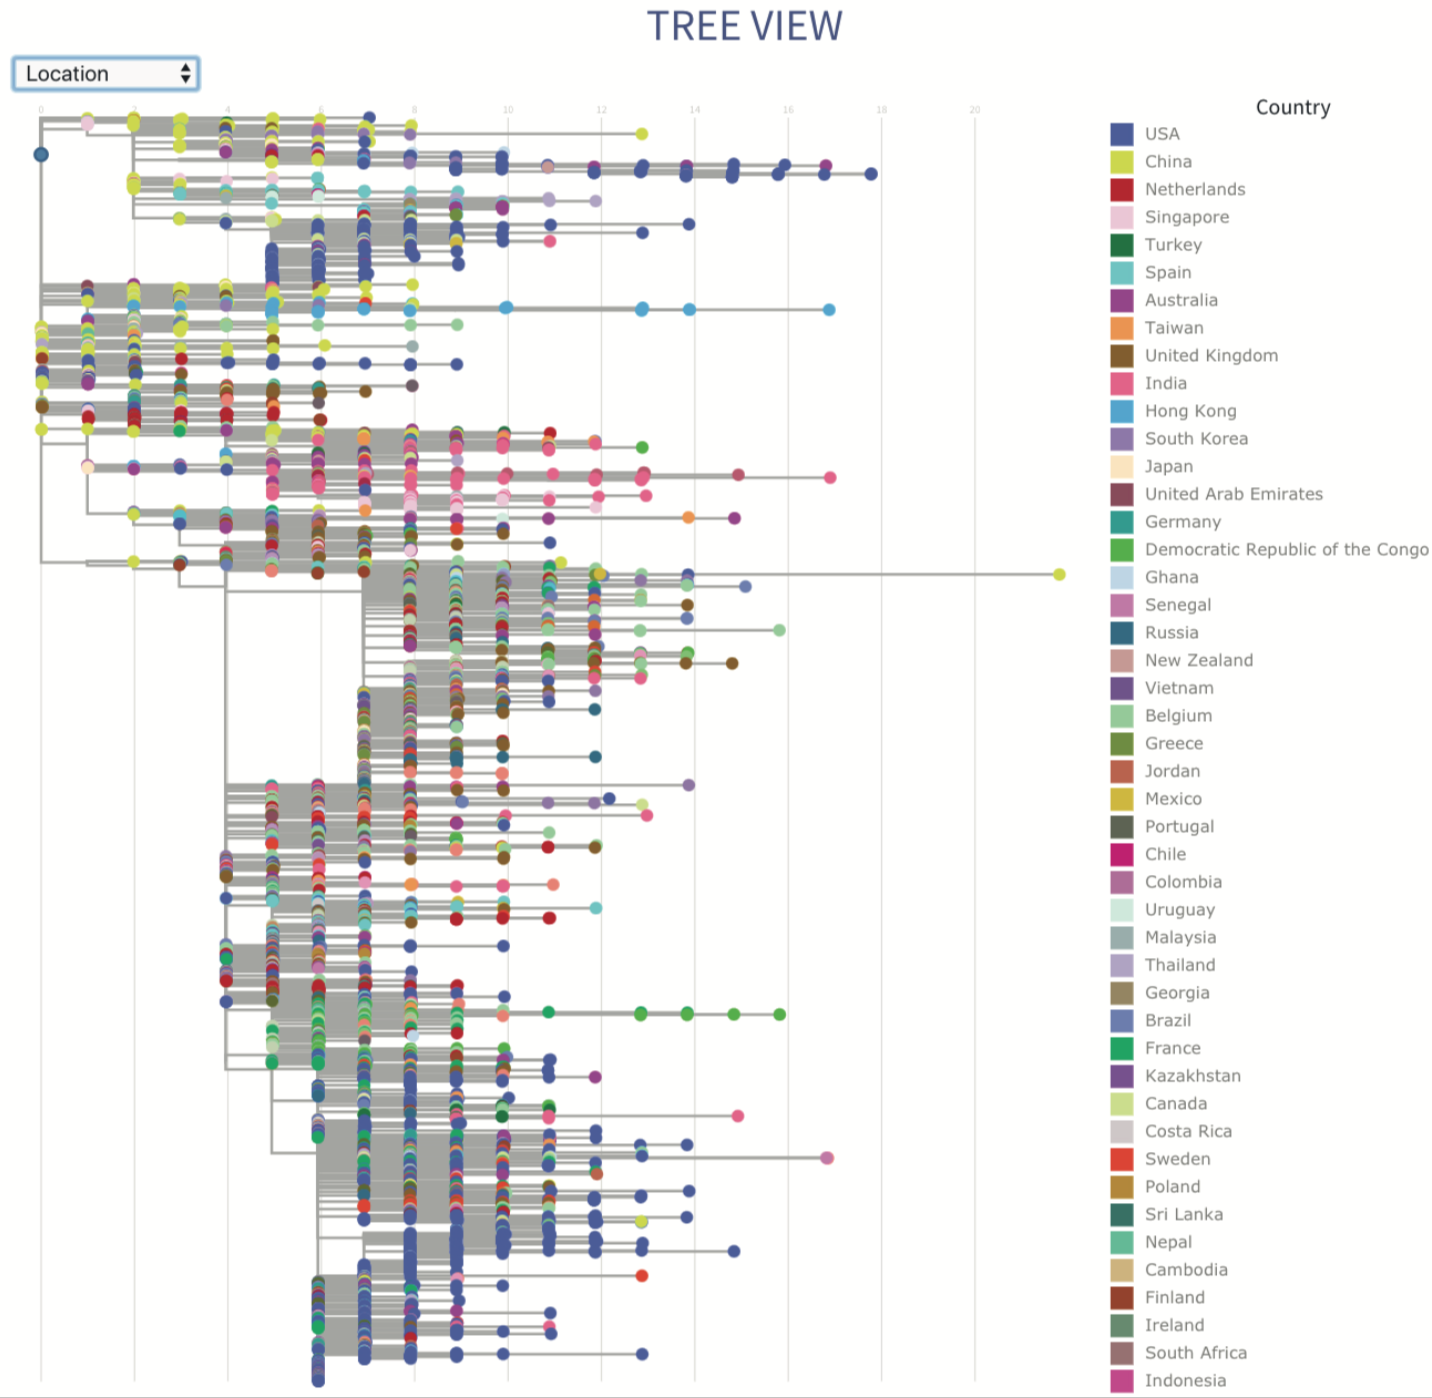 TREE VIEW
Location
0 2 4 6 8 10 12 14 16 18 20
Country
USA
China
Netherlands
Singapore
Turkey
Spain
Australia
Taiwan
United Kingdom
India
Hong Kong
South Korea
Japan
United Arab Emirates
Germany
Democratic Republic of the Congo
Ghana
Senegal
Russia
New Zealand
Vietnam
Belgium
Greece
Jordan
Mexico
Portugal
Chile
Colombia
Uruguay
Malaysia
Thailand
Georgia
Brazil
France
Kazakhstan
Canada
Costa Rica
Sweden
Poland
Sri Lanka
Nepal
Cambodia
Finland
Ireland
South Africa
Indonesia